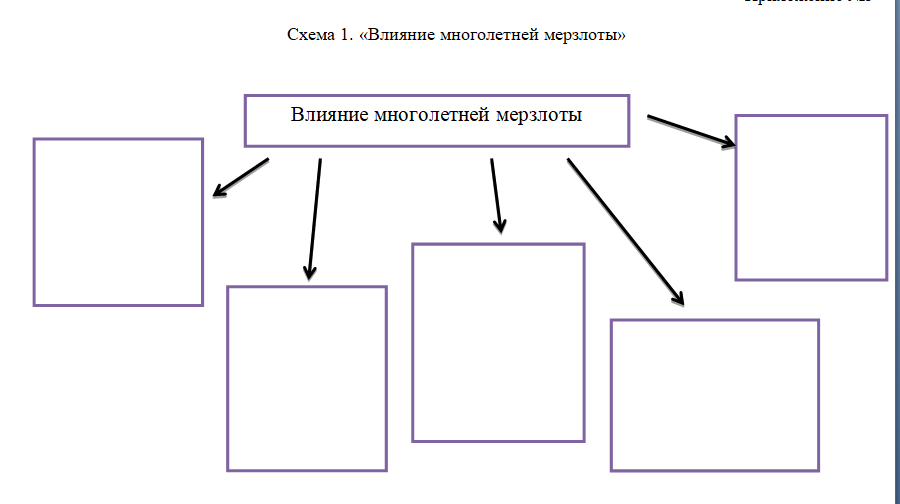 Схема 1. «Влияние многолетней мерзлоты»
Влияние многолетней мерзлоты